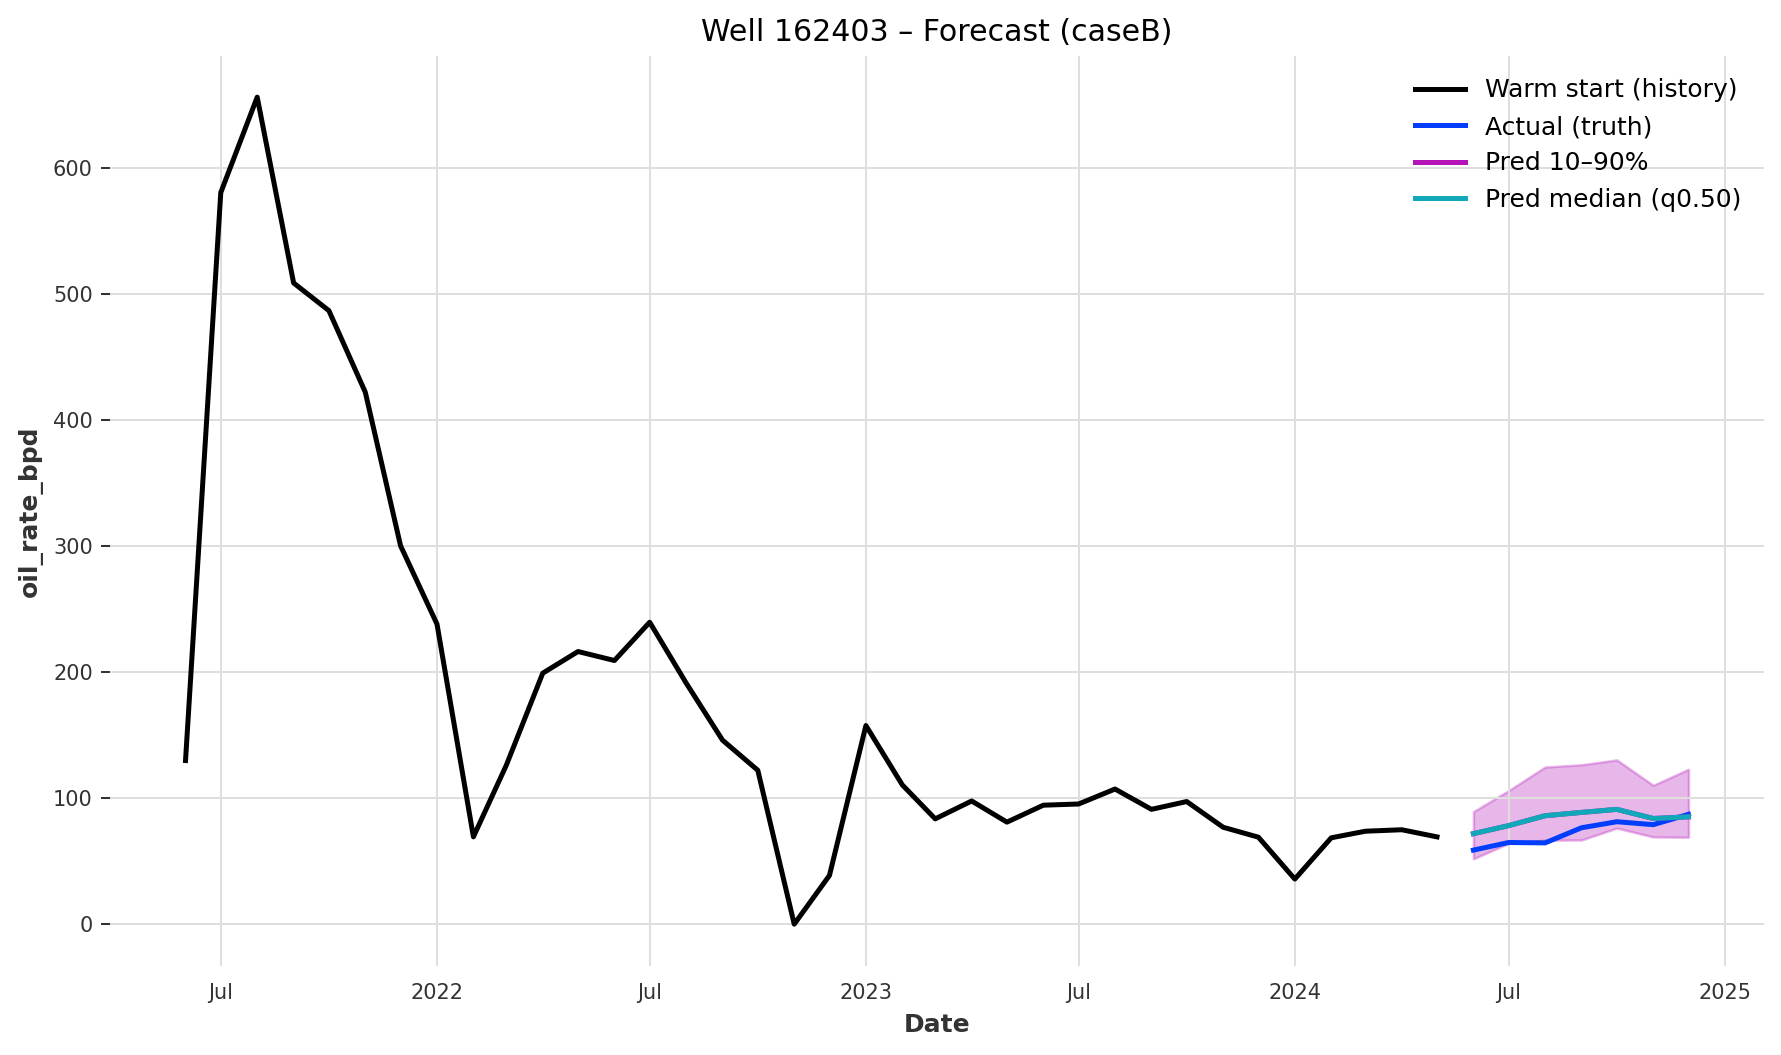 Well 162403 – Forecast (caseB)
Warm start (history)
Actual (truth)
Pred 10–90%
Pred median (q0.50)
oil_rate_bpd
600
500
400
300
200
100
0
Jul 2022 Jul 2023 Jul 2024 Jul 2025
Date